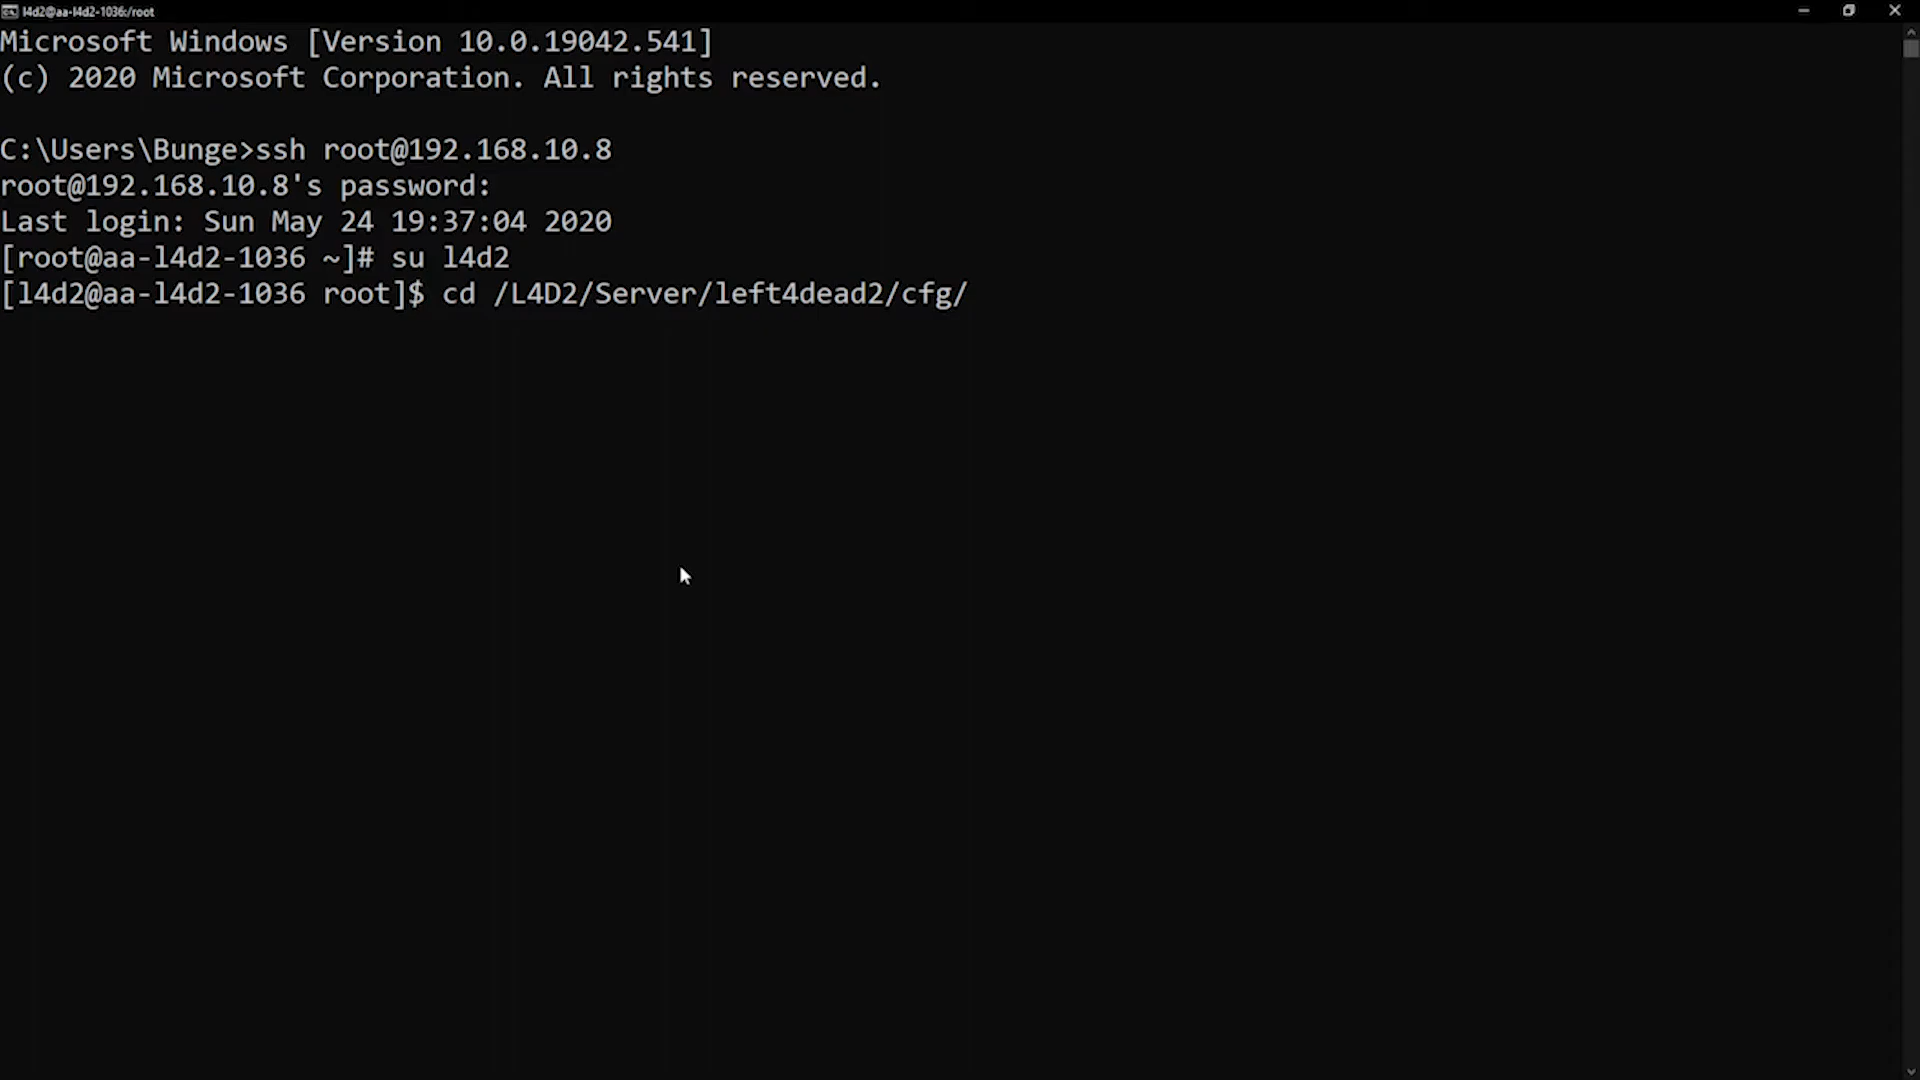 l4d2@aa-l4d2-1036:/root
Microsoft Windows [Version 10.0.19042.541]
(c) 2020 Microsoft Corporation. All rights reserved.
C:\Users\Bunge>ssh root@192.168.10.8
root@192.168.10.8's password:
Last login: Sun May 24 19:37:04 2020
[root@aa-l4d2-1036 ~]# su l4d2
[l4d2@aa-l4d2-1036 root]$ cd /L4D2/Server/left4dead2/cfg/